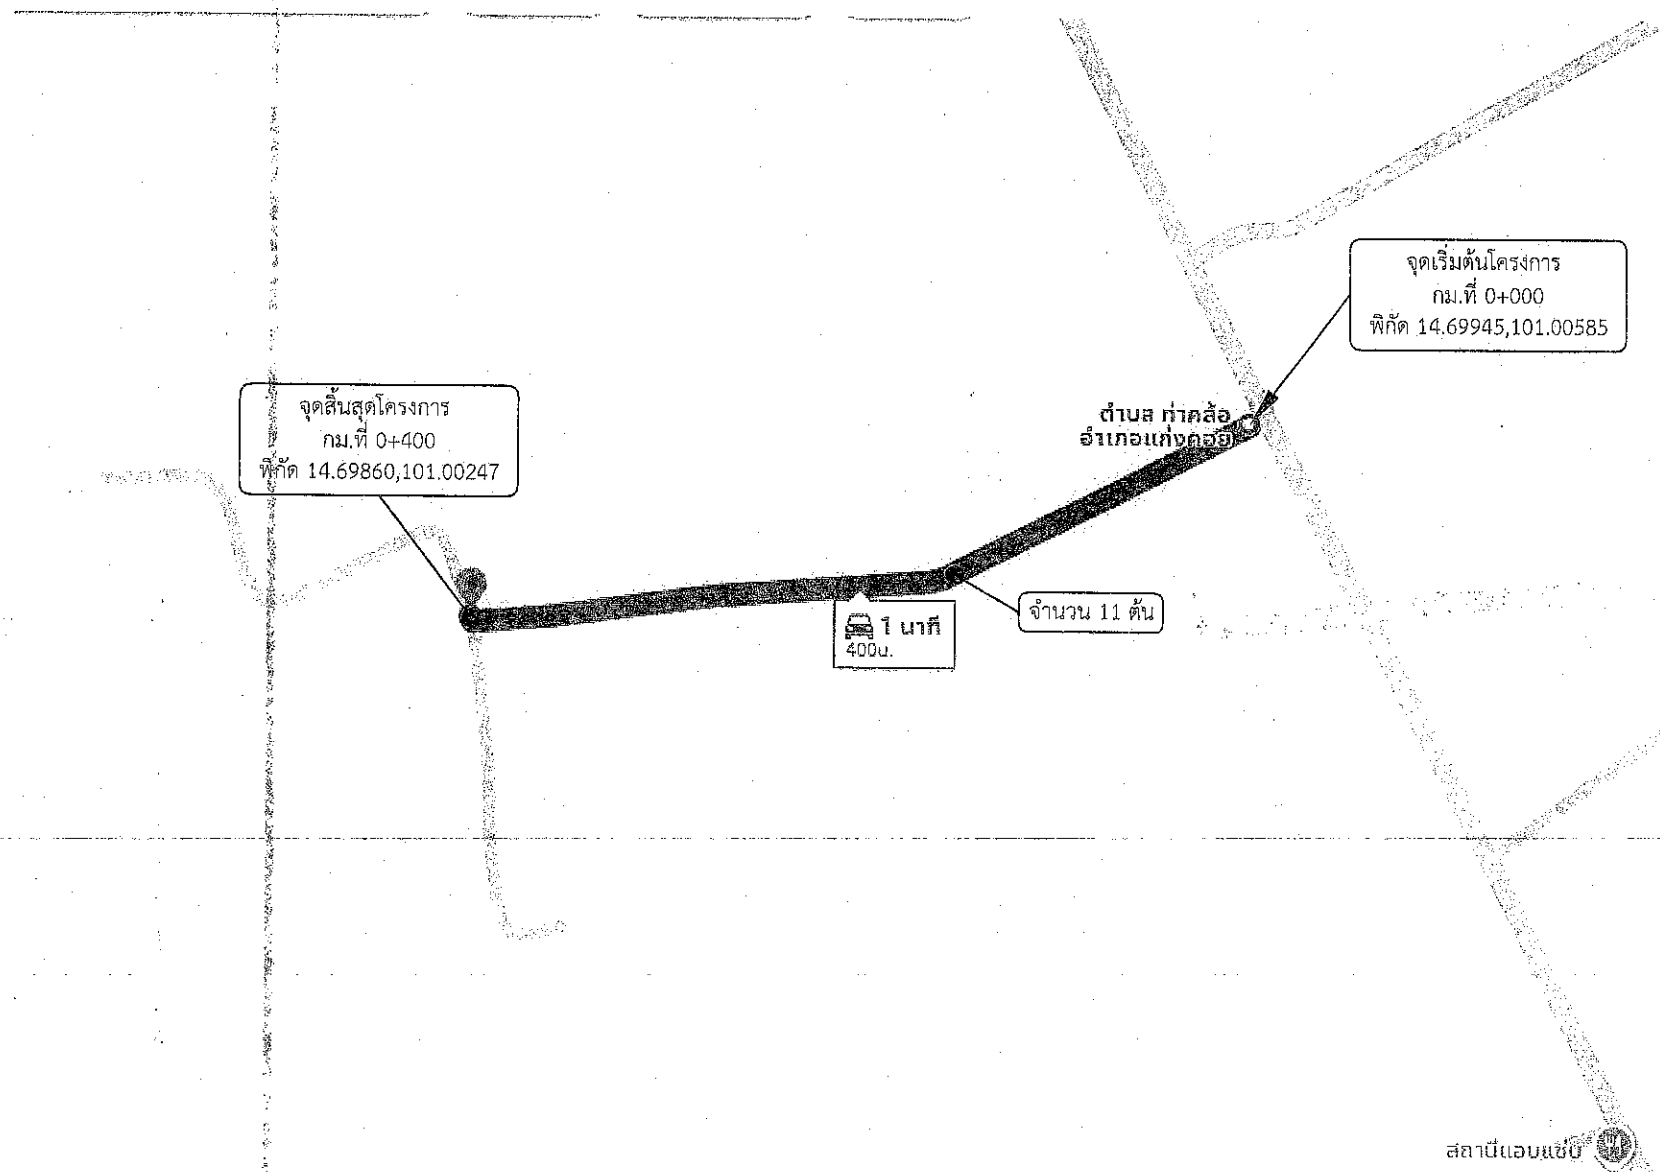 จุดเริ่มต้นโครงการ
กม.ที่ 0+000
พิกัด 14.69945,101.00585
จุดสิ้นสุดโครงการ
กม.ที่ 0+400
พิกัด 14.69860,101.00247
ตำบล ท่าคล้อ
อำเภอแก่งคอย
จำนวน 11 ต้น
1 นาที
400ม.
สถานีแอบแซ่บ